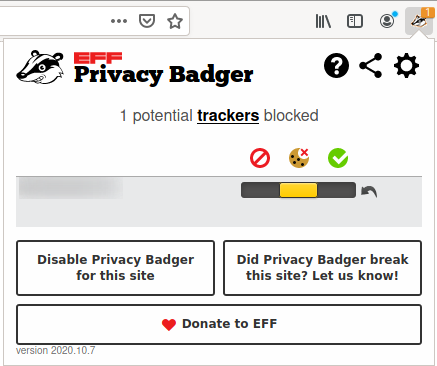 1
EFF
Privacy Badger
1 potential trackers blocked
Disable Privacy Badger
for this site
Did Privacy Badger break
this site? Let us know!
Donate to EFF
version 2020.10.7